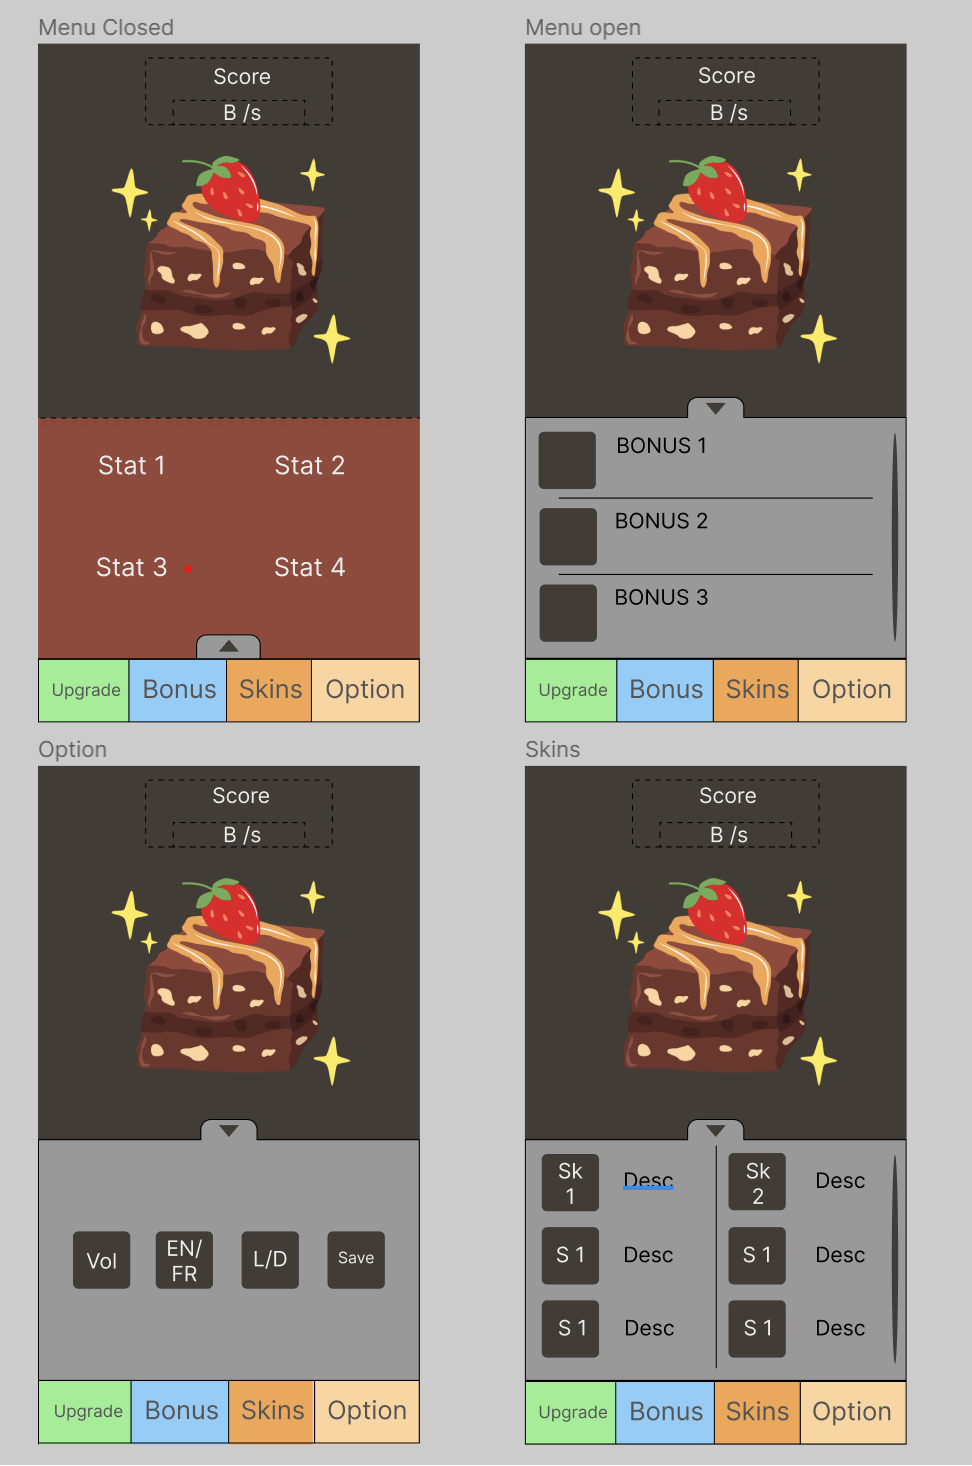 Menu Closed
Score
B /s
Stat 1
Stat 2
Stat 3
Stat 4
Upgrade
Bonus
Skins
Option
Menu open
Score
B /s
BONUS 1
BONUS 2
BONUS 3
Upgrade
Bonus
Skins
Option
Option
Score
B /s
Vol
EN/
FR
L/D
Save
Upgrade
Bonus
Skins
Option
Skins
Score
B /s
Sk
1
Desc
Sk
2
Desc
S 1
Desc
S 1
Desc
S 1
Desc
S 1
Desc
Upgrade
Bonus
Skins
Option